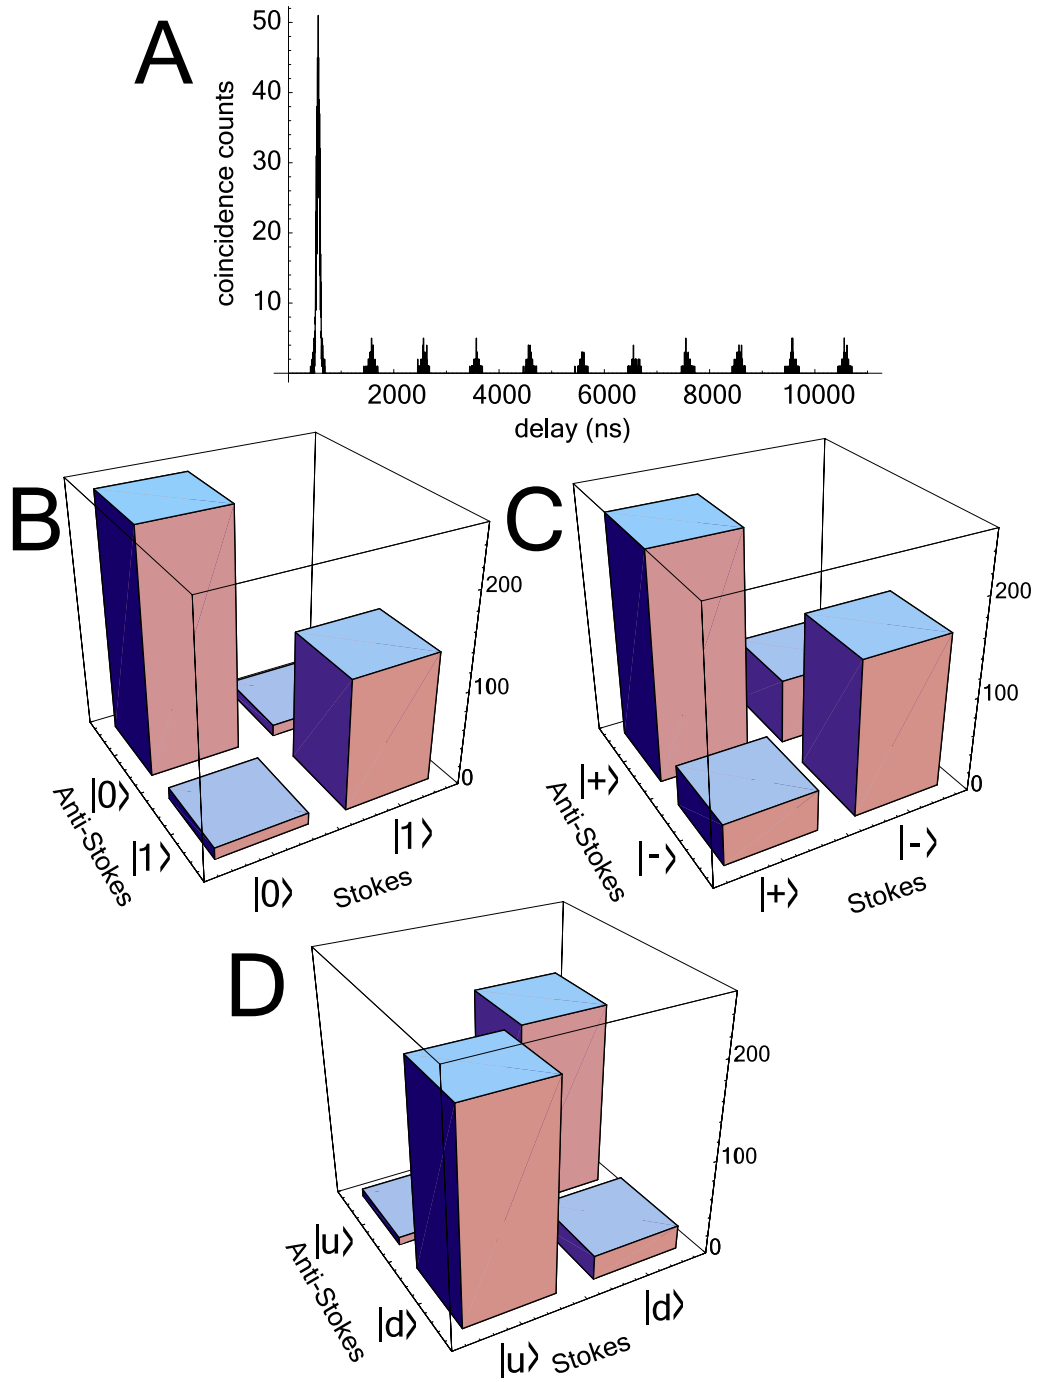 A
coincidence counts
50
40
30
20
10
2000 4000 6000 8000 10000
delay (ns)
B
200
100
0
|0⟩
|1⟩
Anti-Stokes
|0⟩
|1⟩
Stokes
C
200
100
0
|+⟩
|-⟩
Anti-Stokes
|+⟩
|-⟩
Stokes
D
200
100
0
|u⟩
|d⟩
Anti-Stokes
|u⟩
|d⟩
Stokes